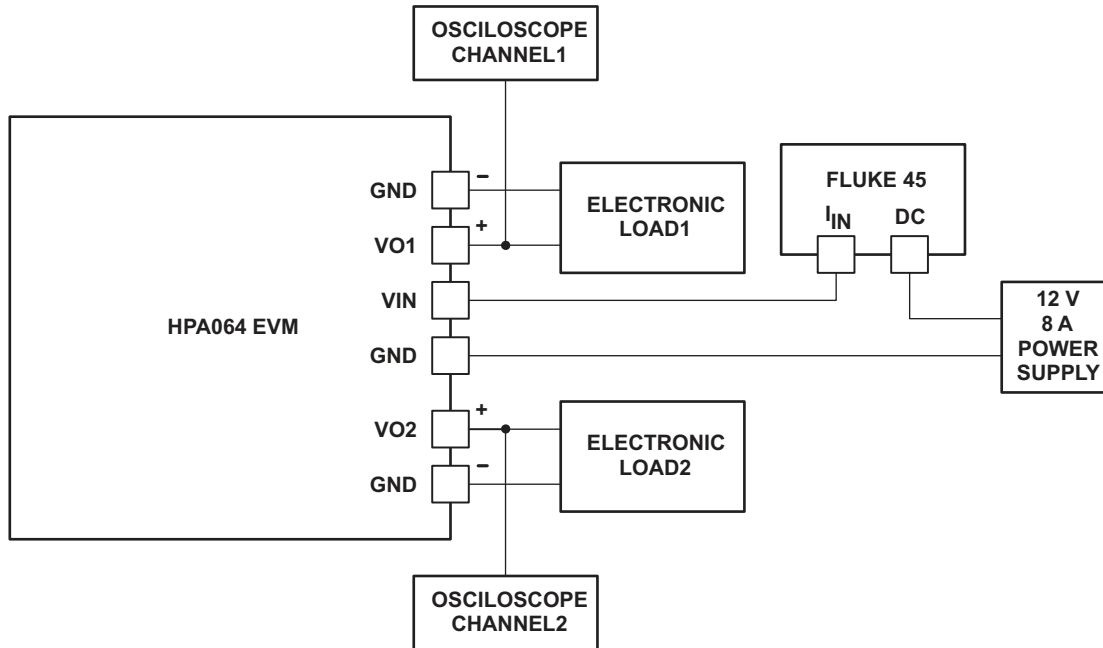 OSCILOSCOPE
CHANNEL1
GND
–
VO1
+
VIN
GND
VO2
+
GND
–
HPA064 EVM
ELECTRONIC
LOAD1
FLUKE 45
IIN
DC
12 V
8 A
POWER
SUPPLY
ELECTRONIC
LOAD2
OSCILOSCOPE
CHANNEL2